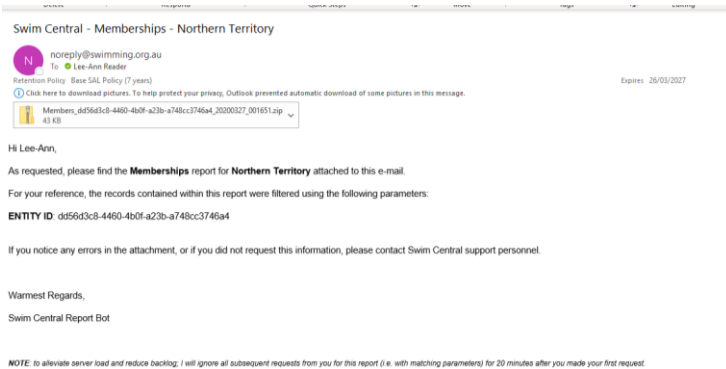 Delete
Respond
Quick Steps
Move
Tags
Editing
Swim Central - Memberships - Northern Territory
N
noreply@swimming.org.au
To Lee-Ann Reader
Retention Policy Base SAL Policy (7 years)
Expires 26/03/2027
Click here to download pictures. To help protect your privacy, Outlook prevented automatic download of some pictures in this message.
Members_dd56d3c8-4460-4b0f-a23b-a748cc3746a4_20200327_001651.zip
43 KB
Hi Lee-Ann,
As requested, please find the Memberships report for Northern Territory attached to this e-mail.
For your reference, the records contained within this report were filtered using the following parameters:
ENTITY ID: dd56d3c8-4460-4b0f-a23b-a748cc3746a4
If you notice any errors in the attachment, or if you did not request this information, please contact Swim Central support personnel.
Warmest Regards,
Swim Central Report Bot
NOTE: to alleviate server load and reduce backlog; I will ignore all subsequent requests from you for this report (i.e. with matching parameters) for 20 minutes after you made your first request.